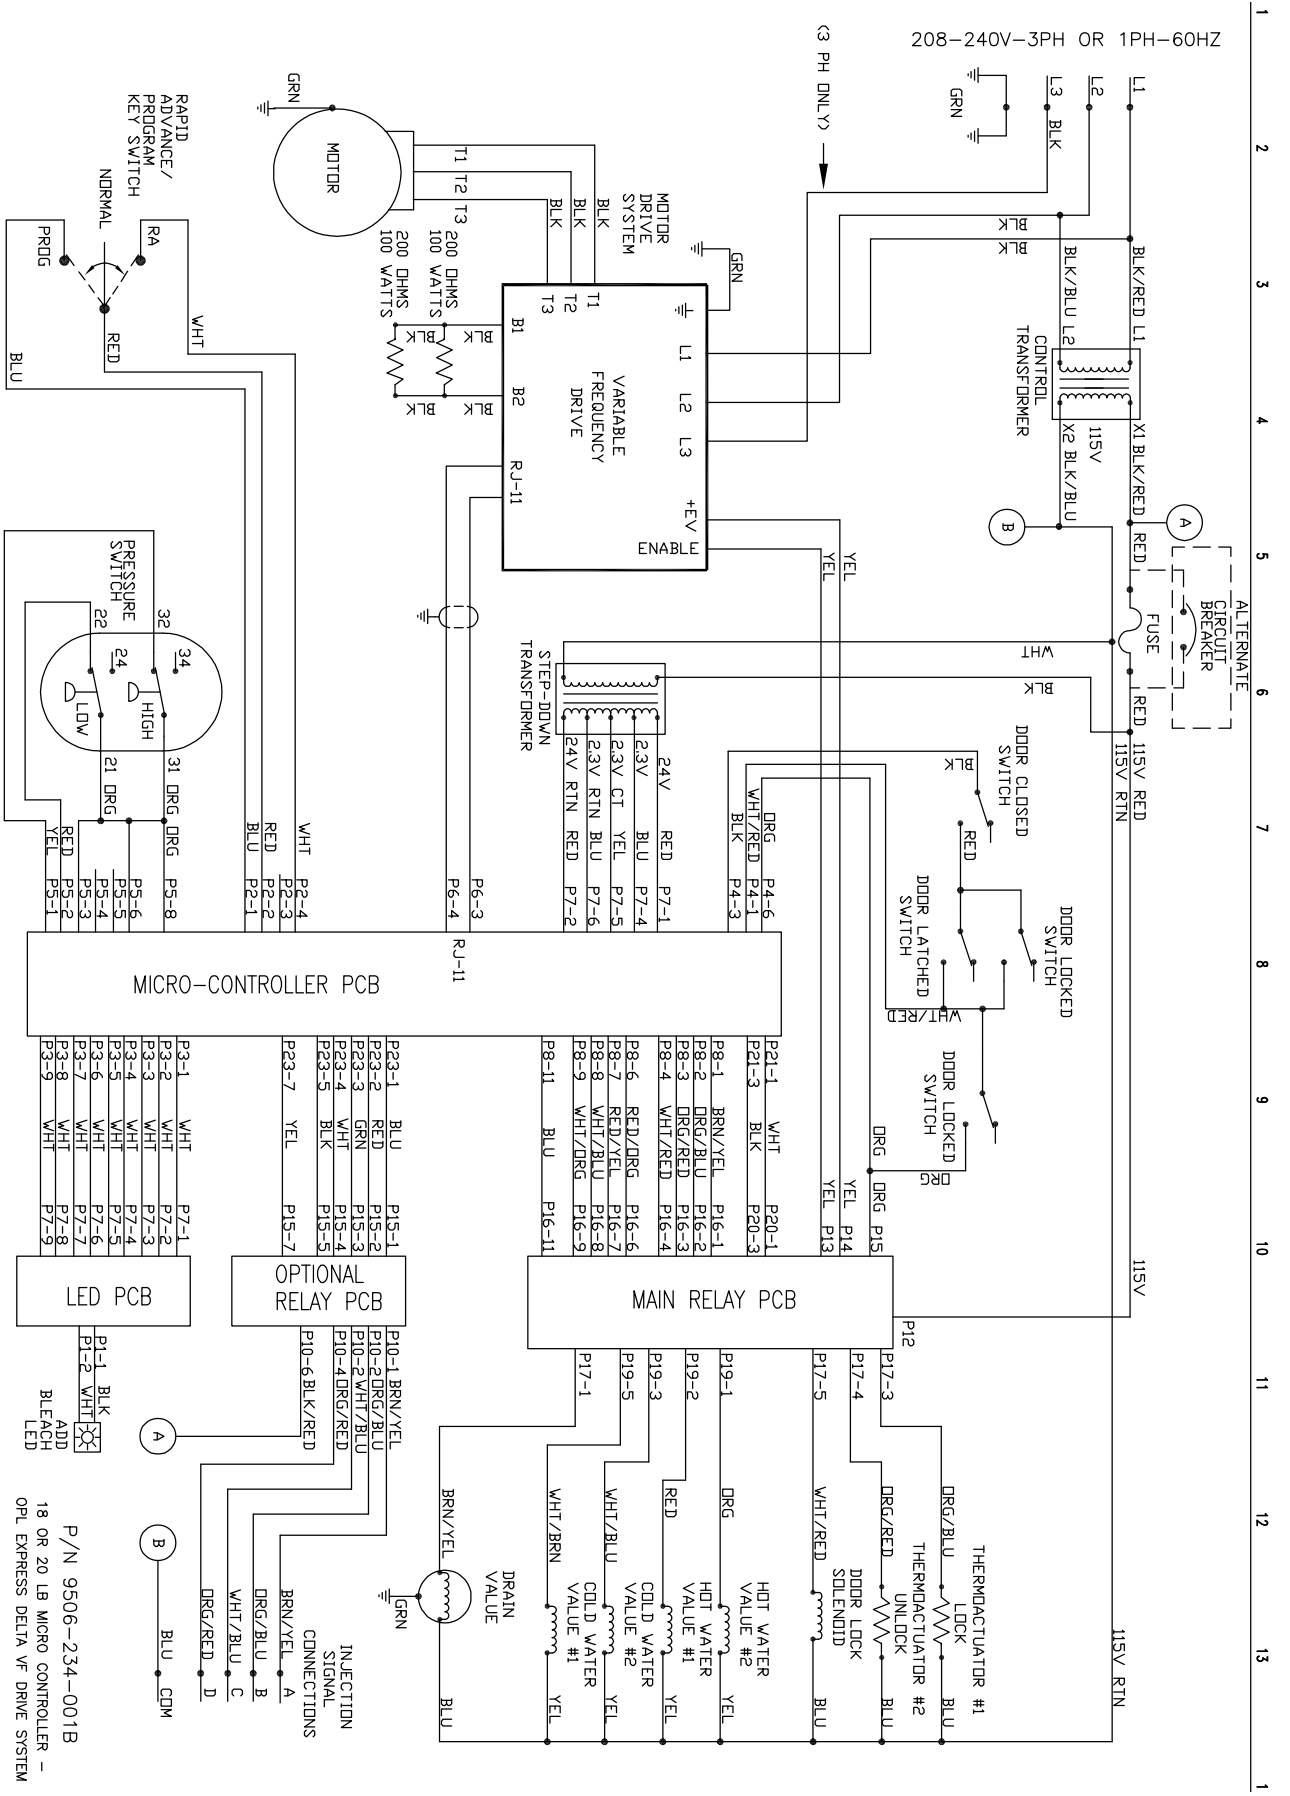 1
2
3
4
5
6
7
8
9
10
11
12
13
1
208-240V-3PH OR 1PH-60HZ
L1
L2
L3
BLK
GRN
(3 PH ONLY)
BLK
BLK
BLK/RED L1
BLK/BLU L2
CONTROL
TRANSFORMER
115V
X1 BLK/RED
X2 BLK/BLU
A
B
RED
ALTERNATE
CIRCUIT
BREAKER
FUSE
RED
115V RED
115V RTN
WHT
BLK
115V
115V RTN
GRN
MOTOR
T1
T2
T3
BLK
BLK
BLK
MOTOR
DRIVE
SYSTEM
GRN
200 OHMS
100 WATTS
200 OHMS
100 WATTS
BLK
BLK
BLK
BLK
T1
T2
T3
B1
B2
RJ-11
VARIABLE
FREQUENCY
DRIVE
L1
L2
L3
+EV
ENABLE
YEL
YEL
STEP-DOWN
TRANSFORMER
24V
2.3V
2.3V CT
2.3V RTN
24V RTN
RED
BLU
YEL
BLU
RED
P7-1
P7-4
P7-5
P7-6
P7-2
ORG
WHT/RED
BLK
P4-6
P4-1
P4-3
BLK
DOOR CLOSED
SWITCH
RED
DOOR LATCHED
SWITCH
DOOR LOCKED
SWITCH
WHT/RED
DOOR LOCKED
SWITCH
ORG
ORG
RAPID
ADVANCE/
PROGRAM
KEY SWITCH
NORMAL
RA
PROG
WHT
RED
BLU
PRESSURE
SWITCH
32
22
34
24
HIGH
LOW
31 ORG
21 ORG
WHT
RED
BLU
P2-4
P2-3
P2-2
P2-1
ORG
RED
YEL
P5-8
P5-6
P5-5
P5-4
P5-3
P5-2
P5-1
P6-3
P6-4
RJ-11
MICRO-CONTROLLER PCB
P3-1 WHT P7-1
P3-2 WHT P7-2
P3-3 WHT P7-3
P3-4 WHT P7-4
P3-5 WHT P7-5
P3-6 WHT P7-6
P3-7 WHT P7-7
P3-8 WHT P7-8
P3-9 WHT P7-9
P23-1 BLU P15-1
P23-2 RED P15-2
P23-3 GRN P15-3
P23-4 WHT P15-4
P23-5 BLK P15-5
P23-7 YEL P15-7
P21-1 WHT P20-1
P21-3 BLK P20-3
P8-1 BRN/YEL P16-1
P8-2 ORG/BLU P16-2
P8-3 ORG/RED P16-3
P8-4 WHT/RED P16-4
P8-6 RED/ORG P16-6
P8-7 RED/YEL P16-7
P8-8 WHT/BLU P16-8
P8-9 WHT/ORG P16-9
P8-11 BLU P16-11
ORG P15
YEL P14
YEL P13
P12
LED PCB
OPTIONAL
RELAY PCB
MAIN RELAY PCB
P1-1 BLK
P1-2 WHT
ADD
BLEACH
LED
P10-1 BRN/YEL
P10-2 ORG/BLU
P10-2 WHT/BLU
P10-4 ORG/RED
P10-6 BLK/RED
A
B
BLU
COM
BRN/YEL A
ORG/BLU B
WHT/BLU C
ORG/RED D
INJECTION
SIGNAL
CONNECTIONS
P17-3
P17-4
P17-5
P19-1
P19-2
P19-3
P19-5
P17-1
ORG/BLU
THERMOACTUATOR #1
LOCK
BLU
ORG/RED
THERMOACTUATOR #2
UNLOCK
BLU
WHT/RED
DOOR LOCK
SOLENOID
BLU
ORG
HOT WATER
VALUE #2
YEL
RED
HOT WATER
VALUE #1
YEL
WHT/BLU
COLD WATER
VALUE #2
YEL
WHT/BRN
COLD WATER
VALUE #1
YEL
BRN/YEL
DRAIN
VALUE
GRN
BLU
P/N 9506-234-001B
18 OR 20 LB MICRO CONTROLLER -
OPL EXPRESS DELTA VF DRIVE SYSTEM